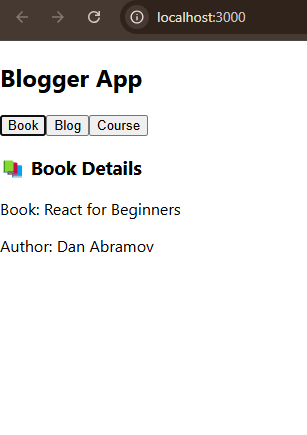 localhost:3000
Blogger App
Book Blog Course
📚 Book Details
Book: React for Beginners
Author: Dan Abramov